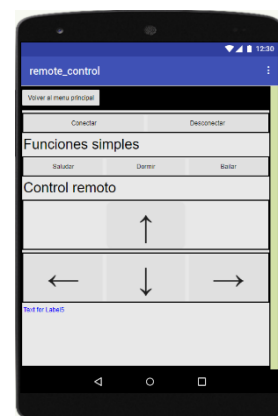 12:30
remote_control
Volver al menu principal
Conectar Desconectar
Funciones simples
Saludar Dormir Bailar
Control remoto
↑
← ↓ →
Text for Label5